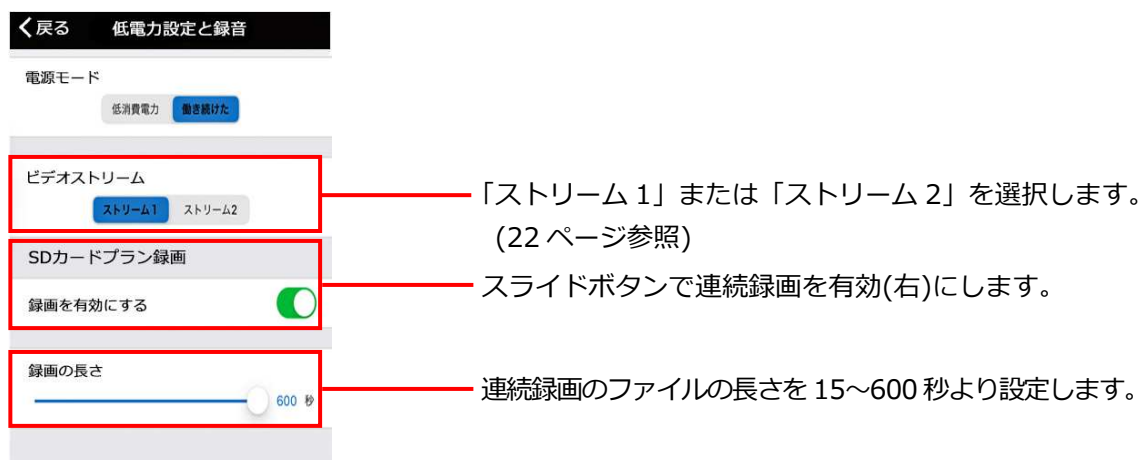 戻る 低電力設定と録音
電源モード
低消費電力 働き続けた
ビデオストリーム
ストリーム1 ストリーム2
「ストリーム 1」または「ストリーム 2」を選択します。
(22 ページ参照)
SDカードプラン録画
録画を有効にする
スライドボタンで連続録画を有効(右)にします。
録画の長さ
600 秒
連続録画のファイルの長さを 15～600 秒より設定します。